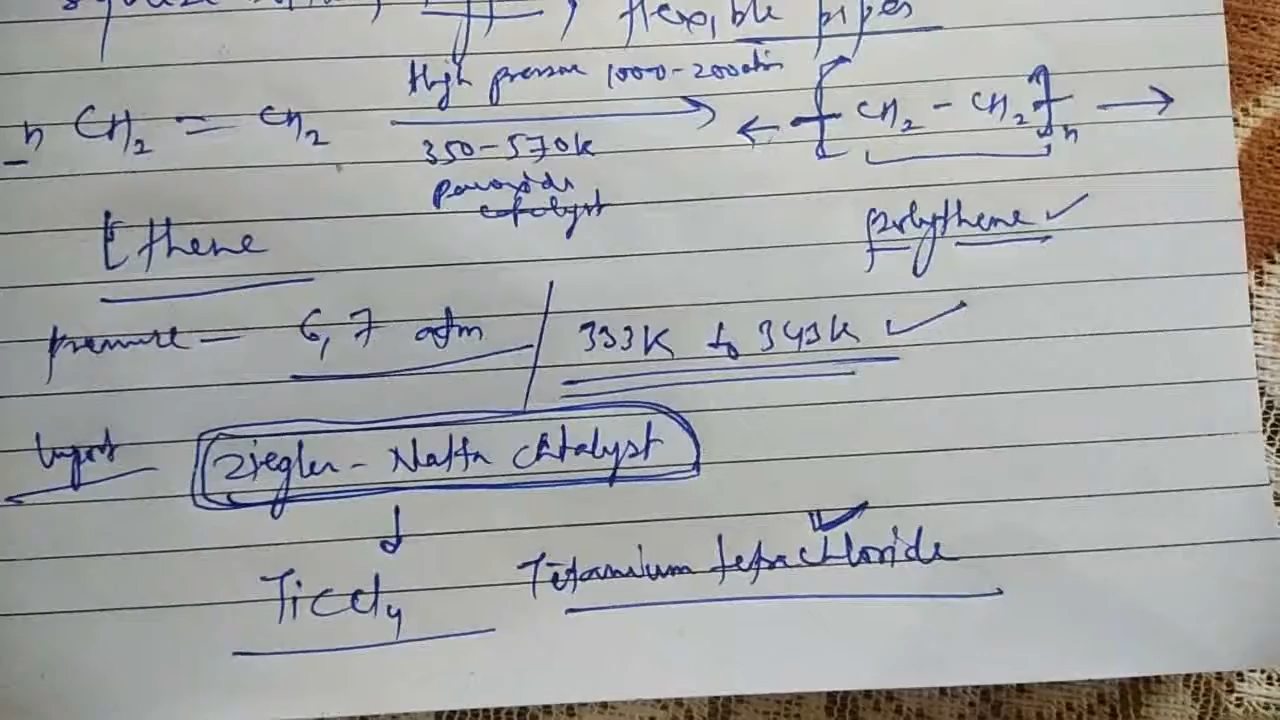 flexible pipes
High pressure 1000-2000atm
n CH2 = CH2 → ← [ CH2 - CH2 ]n →
350-570K
peroxide
catalyst
Ethene
polythene ✓
pressure - 6,7 atm / 333K to 343K ✓
Ziegler - Natta Catalyst
↓
Ticl4 Titanium tetrachloride